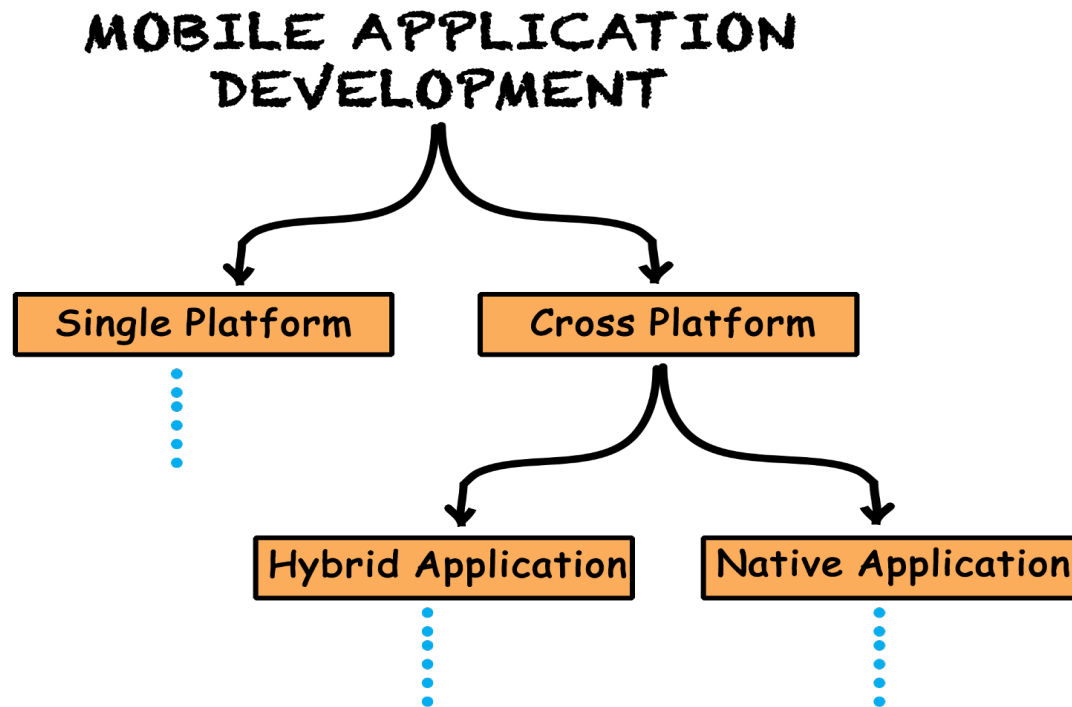 MOBILE APPLICATION
DEVELOPMENT
Single Platform
Cross Platform
Hybrid Application
Native Application